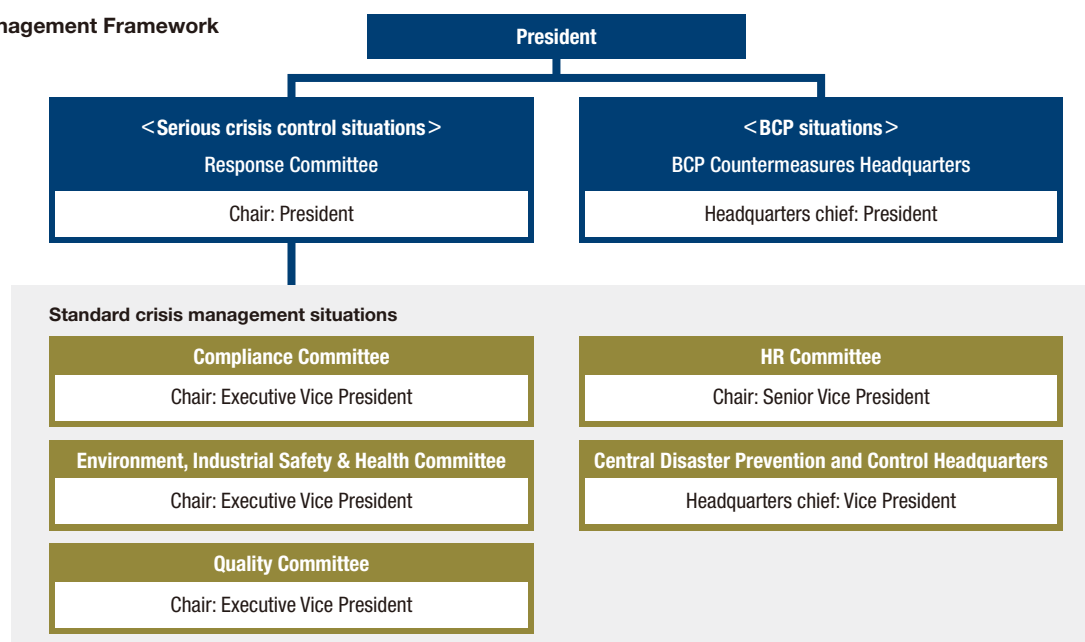 Management Framework
President
<Serious crisis control situations>
Response Committee
Chair: President
<BCP situations>
BCP Countermeasures Headquarters
Headquarters chief: President
Standard crisis management situations
Compliance Committee
Chair: Executive Vice President
HR Committee
Chair: Senior Vice President
Environment, Industrial Safety & Health Committee
Chair: Executive Vice President
Central Disaster Prevention and Control Headquarters
Headquarters chief: Vice President
Quality Committee
Chair: Executive Vice President